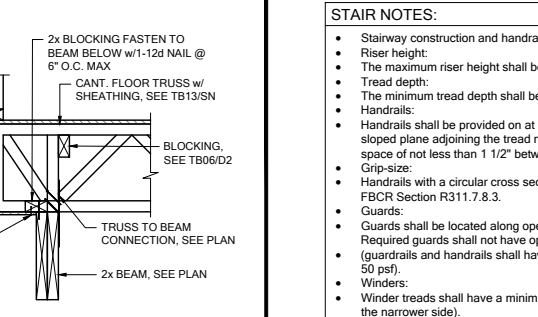 2x BLOCKING FASTEN TO
BEAM BELOW w/1-12d NAIL @
6" O.C. MAX
CANT. FLOOR TRUSS w/
SHEATHING, SEE TB13/SN
BLOCKING,
SEE TB06/D2
TRUSS TO BEAM
CONNECTION, SEE PLAN
2x BEAM, SEE PLAN
STAIR NOTES:
• Stairway construction and handra
• Riser height:
• The maximum riser height shall be
• Tread depth:
• The minimum tread depth shall be
• Handrails:
• Handrails shall be provided on at
sloped plane adjoining the tread n
space of not less than 1 1/2" betw
• Grip-size:
• Handrails with a circular cross sec
FBCR Section R311.7.8.3.
• Guards:
• Guards shall be located along ope
Required guards shall not have op
• (guardrails and handrails shall hav
50 psf).
• Winders:
• Winder treads shall have a minim
the narrower side).